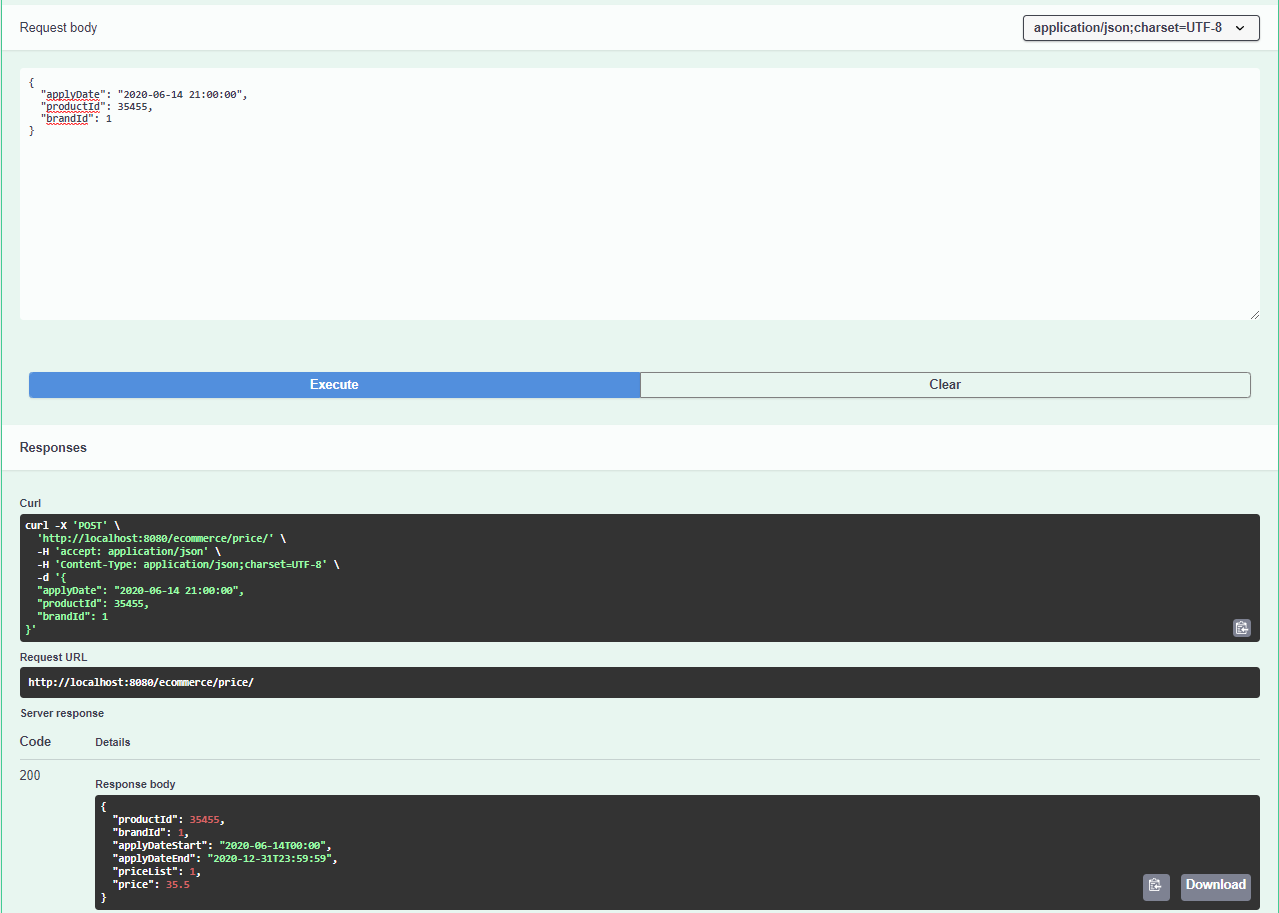 Request body
application/json;charset=UTF-8
{
  "applyDate": "2020-06-14 21:00:00",
  "productId": 35455,
  "brandId": 1
}
Execute
Clear
Responses
Curl
curl -X 'POST' \
  'http://localhost:8080/ecommerce/price/' \
  -H 'accept: application/json' \
  -H 'Content-Type: application/json;charset=UTF-8' \
  -d '{
  "applyDate": "2020-06-14 21:00:00",
  "productId": 35455,
  "brandId": 1
}'
Request URL
http://localhost:8080/ecommerce/price/
Server response
Code Details
200
Response body
{
  "productId": 35455,
  "brandId": 1,
  "applyDateStart": "2020-06-14T00:00",
  "applyDateEnd": "2020-12-31T23:59:59",
  "priceList": 1,
  "price": 35.5
}
Download